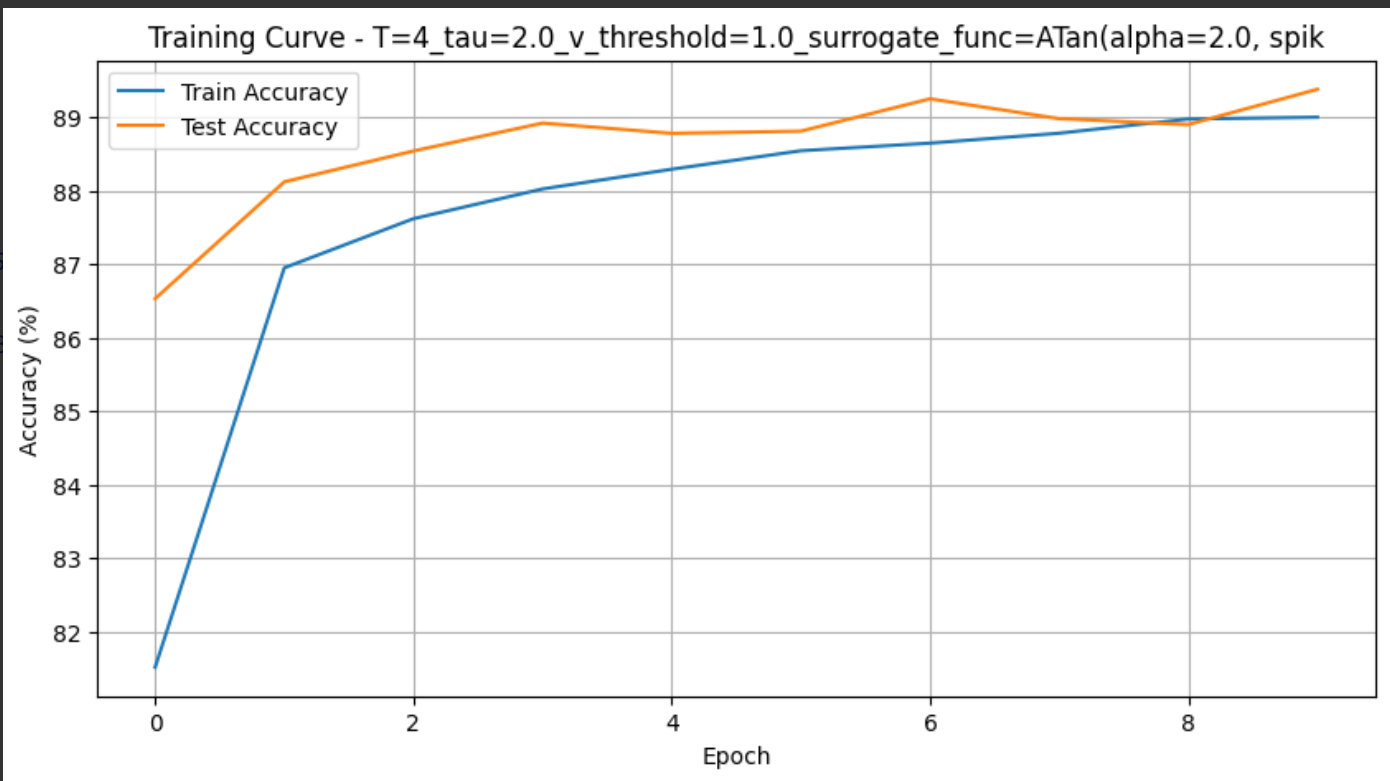 Training Curve - T=4_tau=2.0_v_threshold=1.0_surrogate_func=ATan(alpha=2.0, spik
Train Accuracy
Test Accuracy
Accuracy (%)
89
88
87
86
85
84
83
82
0 2 4 6 8
Epoch